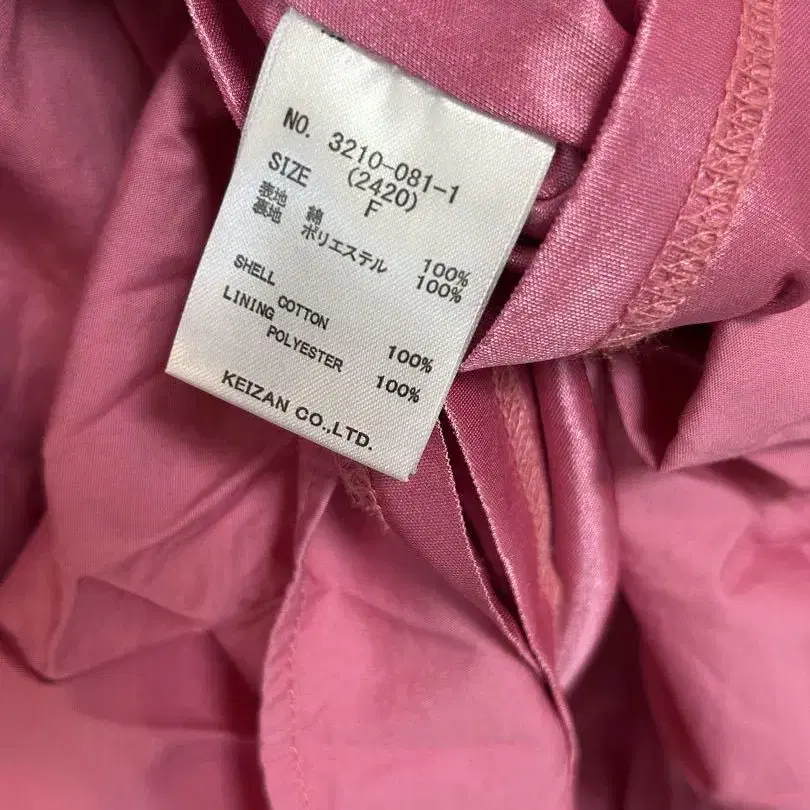 NO. 3210-081-1
(2420)
SIZE F
表地 綿 100%
裏地 ポリエステル 100%
SHELL
COTTON 100%
LINING
POLYESTER 100%
KEIZAN CO.,LTD.